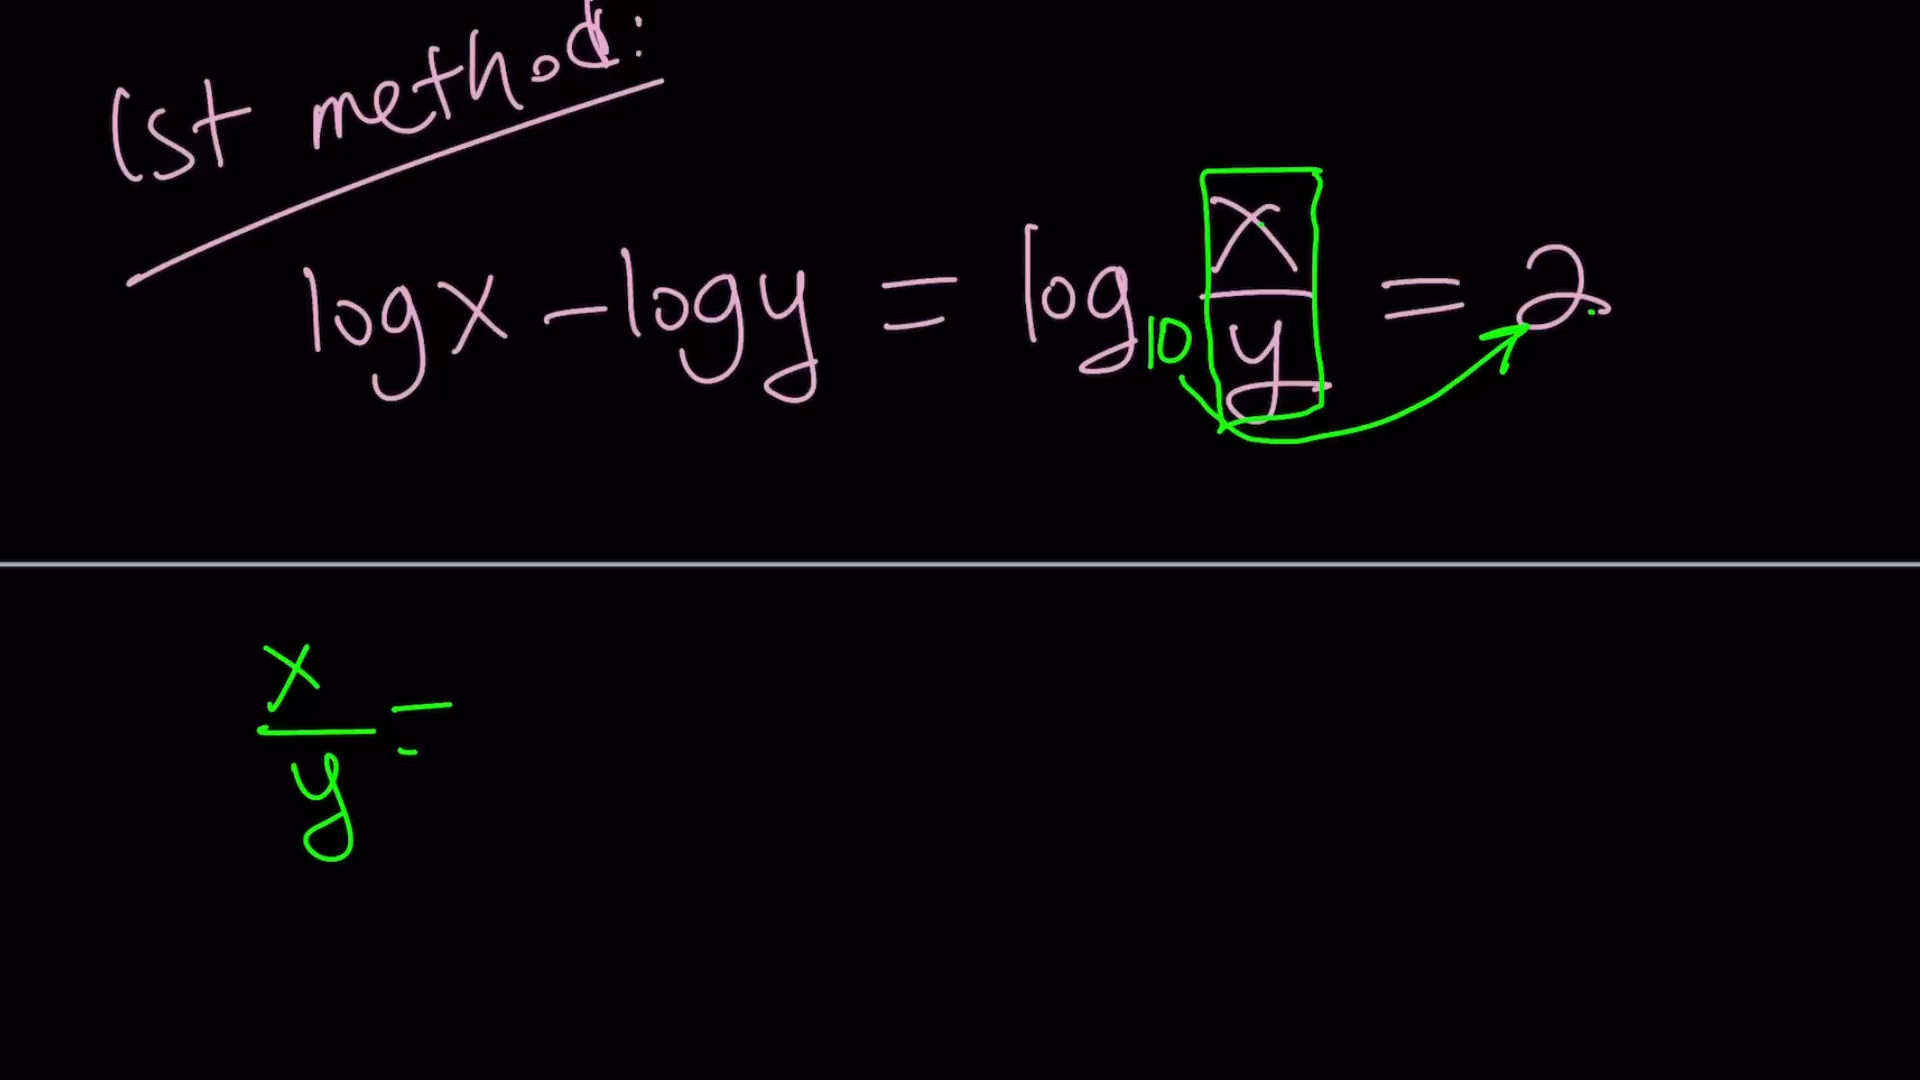 1st method:
log x - log y = log₁₀ x/y = 2
x/y =